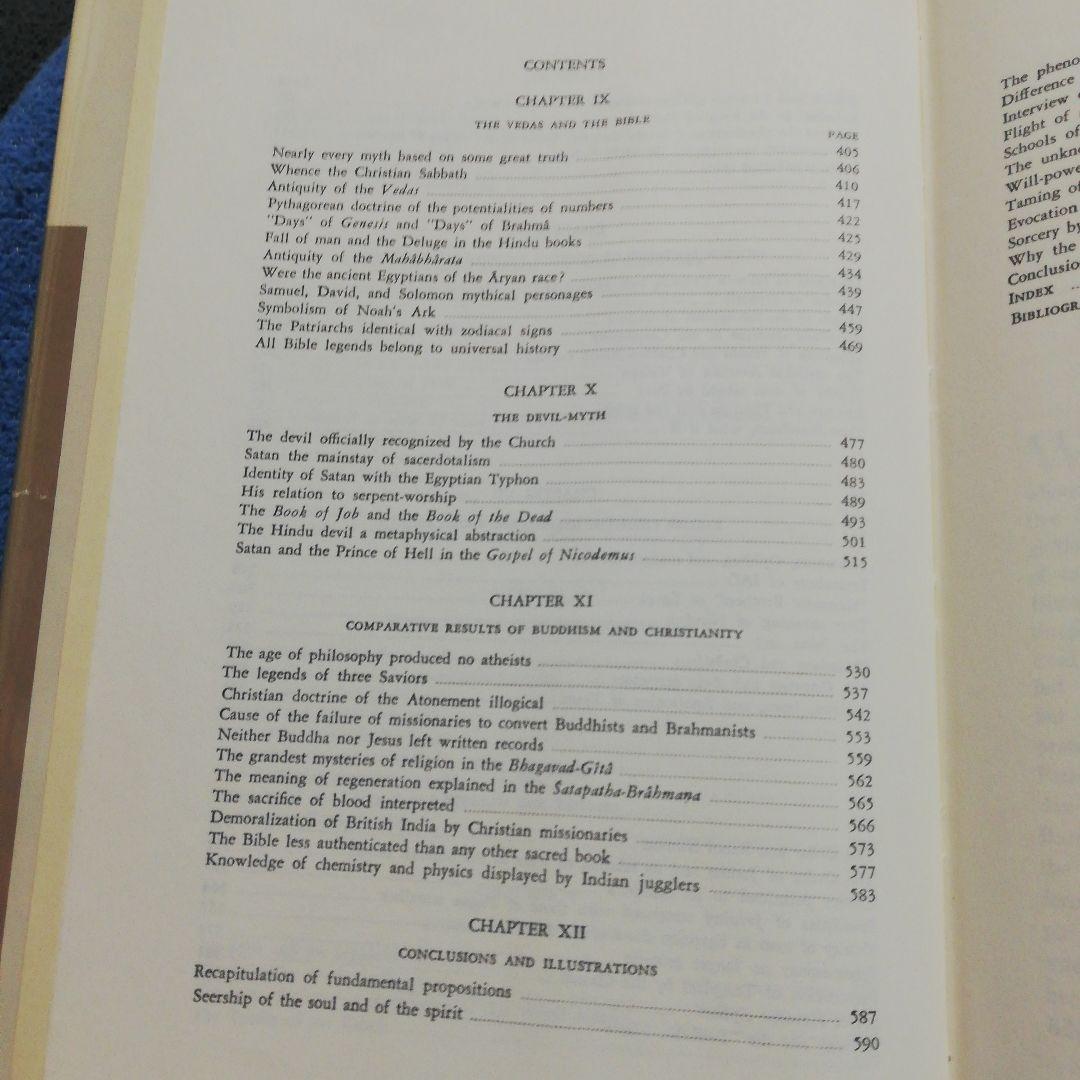 CONTENTS
CHAPTER IX
THE VEDAS AND THE BIBLE
PAGE
Nearly every myth based on some great truth 405
Whence the Christian Sabbath 406
Antiquity of the Vedas 410
Pythagorean doctrine of the potentialities of numbers 417
"Days" of Genesis and "Days" of Brahmâ 422
Fall of man and the Deluge in the Hindu books 425
Antiquity of the Mahâbhârata 429
Were the ancient Egyptians of the Âryan race? 434
Samuel, David, and Solomon mythical personages 439
Symbolism of Noah's Ark 447
The Patriarchs identical with zodiacal signs 459
All Bible legends belong to universal history 469
CHAPTER X
THE DEVIL-MYTH
The devil officially recognized by the Church 477
Satan the mainstay of sacerdotalism 480
Identity of Satan with the Egyptian Typhon 483
His relation to serpent-worship 489
The Book of Job and the Book of the Dead 493
The Hindu devil a metaphysical abstraction 501
Satan and the Prince of Hell in the Gospel of Nicodemus 515
CHAPTER XI
COMPARATIVE RESULTS OF BUDDHISM AND CHRISTIANITY
The age of philosophy produced no atheists 530
The legends of three Saviors 537
Christian doctrine of the Atonement illogical 542
Cause of the failure of missionaries to convert Buddhists and Brahmanists 553
Neither Buddha nor Jesus left written records 559
The grandest mysteries of religion in the Bhagavad-Gîtâ 562
The meaning of regeneration explained in the Śatapatha-Brâhmana 565
The sacrifice of blood interpreted 566
Demoralization of British India by Christian missionaries 573
The Bible less authenticated than any other sacred book 577
Knowledge of chemistry and physics displayed by Indian jugglers 583
CHAPTER XII
CONCLUSIONS AND ILLUSTRATIONS
Recapitulation of fundamental propositions 587
Seership of the soul and of the spirit 590
The pheno
Difference
Interview
Flight of
Schools of
The unkn
Will-powe
Taming of
Evocation
Sorcery by
Why the
Conclusio
INDEX
BIBLIOGR